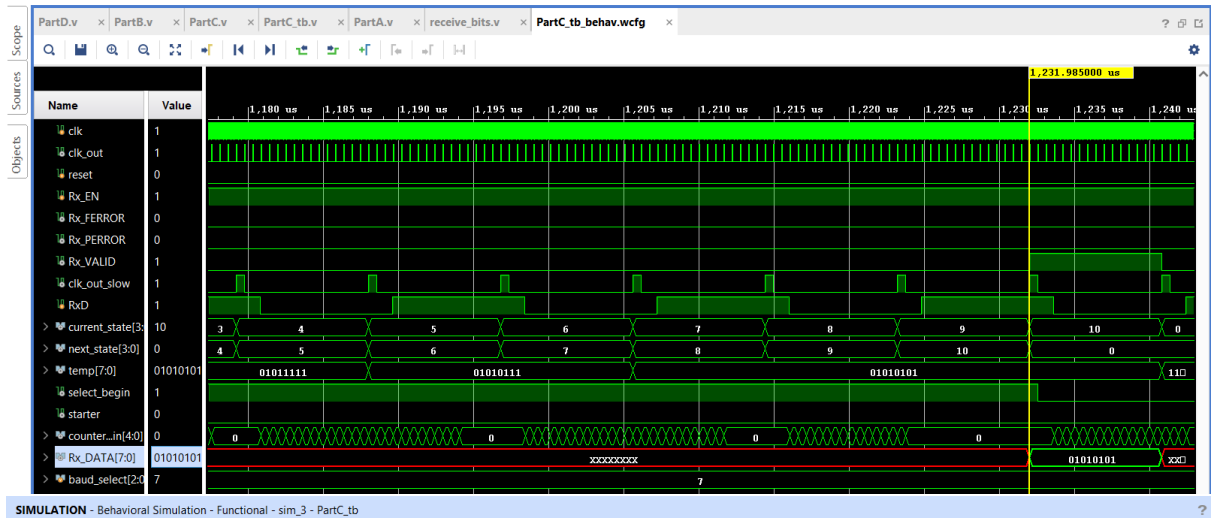 PartD.v × PartB.v × PartC.v × PartC_tb.v × PartA.v × receive_bits.v × PartC_tb_behav.wcfg × ?
Scope
Sources
Objects
1,231.985000 us
Name Value
1,180 us 1,185 us 1,190 us 1,195 us 1,200 us 1,205 us 1,210 us 1,215 us 1,220 us 1,225 us 1,230 us 1,235 us 1,240 us
clk 1
clk_out 1
reset 0
Rx_EN 1
Rx_FERROR 0
Rx_PERROR 0
Rx_VALID 1
clk_out_slow 1
RxD 1
current_state[3: 10 3 4 5 6 7 8 9 10 0
next_state[3:0] 0 4 5 6 7 8 9 10 0
temp[7:0] 01010101 01011111 01010111 01010101 11
select_begin 1
starter 0
counter...in[4:0] 0 0 0 0 0
Rx_DATA[7:0] 01010101 xxxxxxxx 01010101 xx
baud_select[2:0 7 7
SIMULATION - Behavioral Simulation - Functional - sim_3 - PartC_tb ?